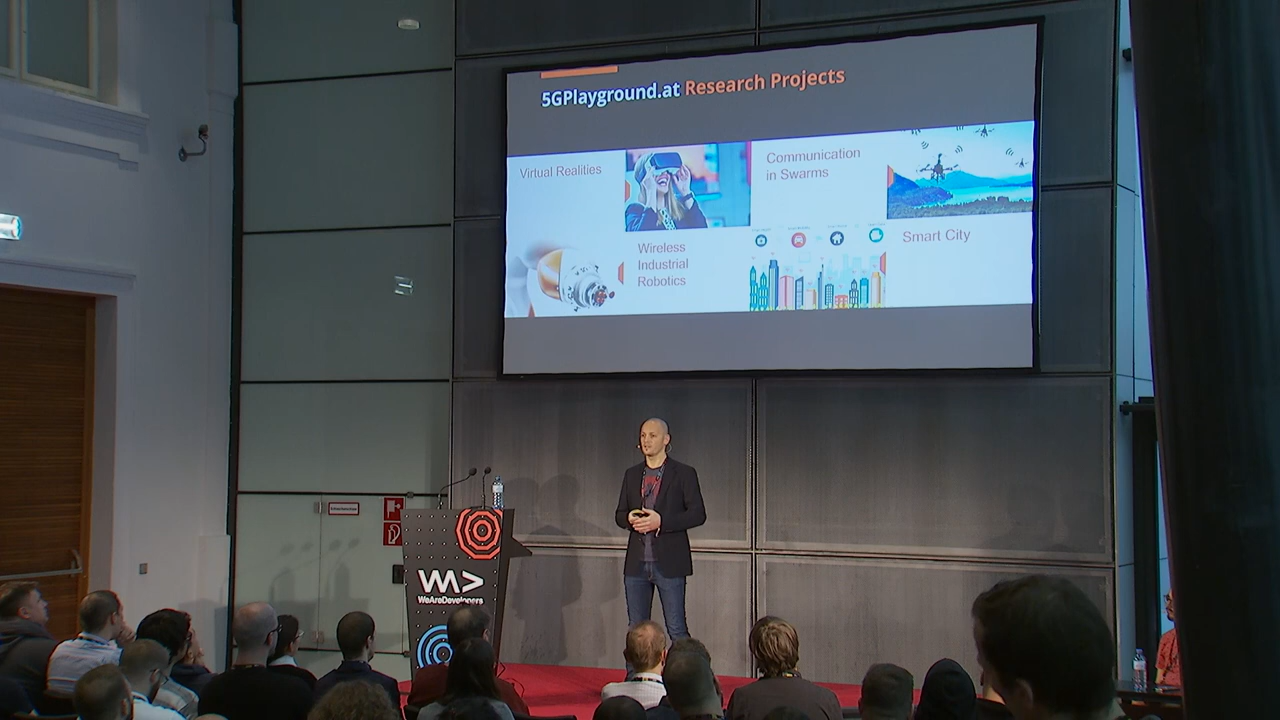 5GPlayground.at Research Projects
Virtual Realities
Communication
in Swarms
Wireless
Industrial
Robotics
Smart City
WeAreDevelopers